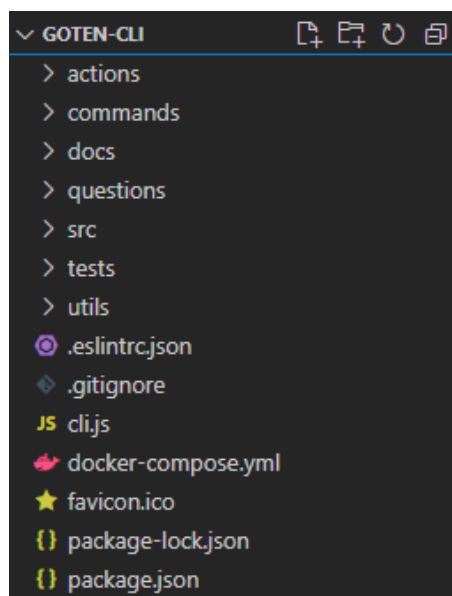 GOTEN-CLI
actions
commands
docs
questions
src
tests
utils
.eslintrc.json
.gitignore
JS cli.js
docker-compose.yml
favicon.ico
{} package-lock.json
{} package.json